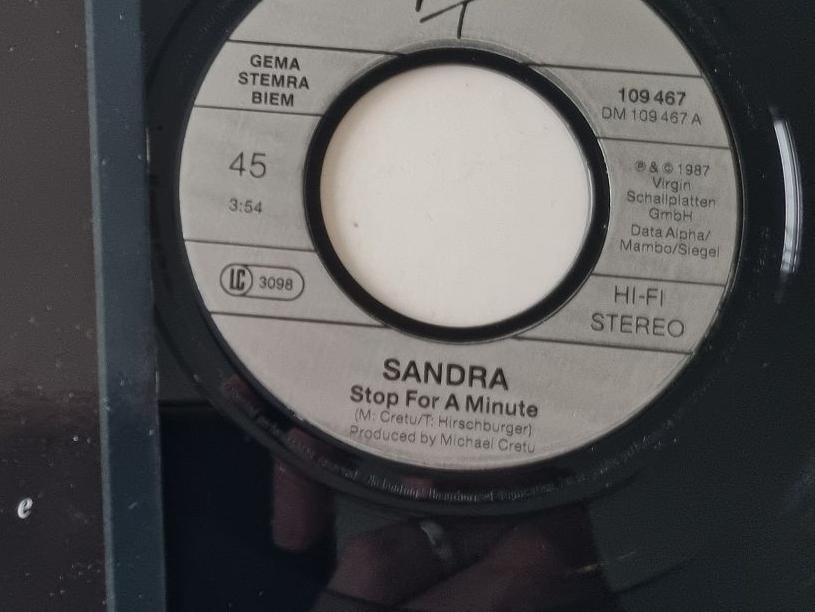 GEMA
STEMRA
BIEM
109 467
DM 109 467 A
45
3:54
℗ & © 1987
Virgin
Schallplatten
GmbH
Data Alpha/
Mambo/Siegel
LC 3098
HI-FI
STEREO
SANDRA
Stop For A Minute
(M: Cretu/T: Hirschburger)
Produced by Michael Cretu
e